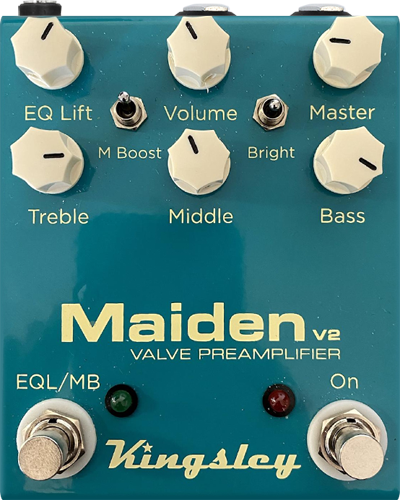 EQ Lift Volume Master
M Boost Bright
Treble Middle Bass
Maiden V2
VALVE PREAMPLIFIER
EQL/MB On
Kingsley